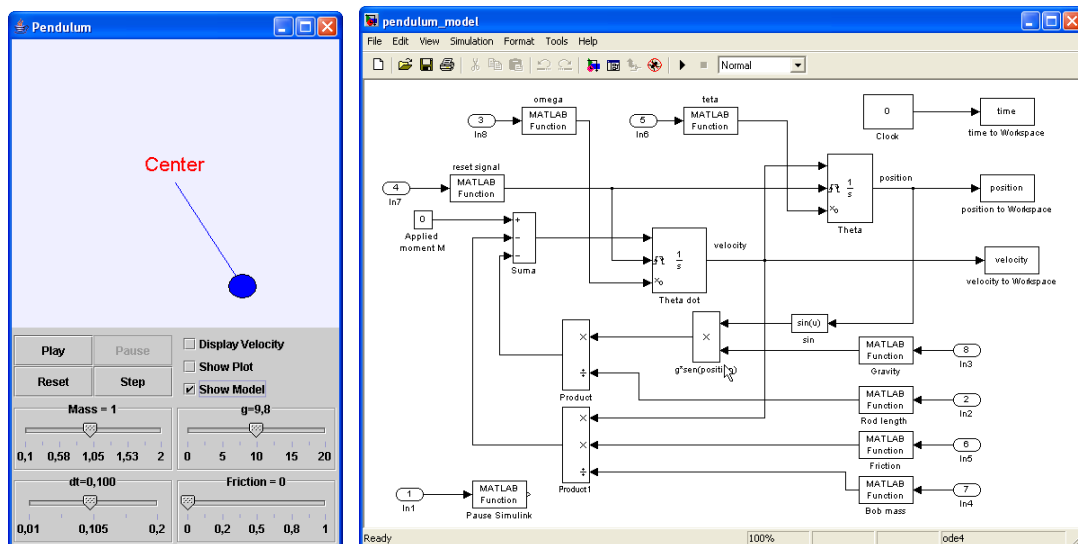 Pendulum
Center
Play
Pause
Reset
Step
Display Velocity
Show Plot
Show Model
Mass = 1
0,1 0,58 1,05 1,53 2
g=9,8
0 5 10 15 20
dt=0,100
0,01 0,105 0,2
Friction = 0
0 0,2 0,5 0,8 1
pendulum_model
File Edit View Simulation Format Tools Help
Normal
omega
3
In8
MATLAB
Function
teta
5
In6
MATLAB
Function
0
Clock
time
time to Workspace
reset signal
4
In7
MATLAB
Function
0
Applied
moment M
+
−
−
Suma
1
s
xo
Theta dot
velocity
1
s
xo
Theta
position
position
position to Workspace
velocity
velocity to Workspace
×
÷
Product
×
g*sen(position)
sin(u)
sin
MATLAB
Function
Gravity
8
In3
MATLAB
Function
Rod length
2
In2
×
×
÷
Product1
MATLAB
Function
Friction
6
In5
MATLAB
Function
Bob mass
7
In4
1
In1
MATLAB
Function
Pause Simulink
Ready 100% ode4